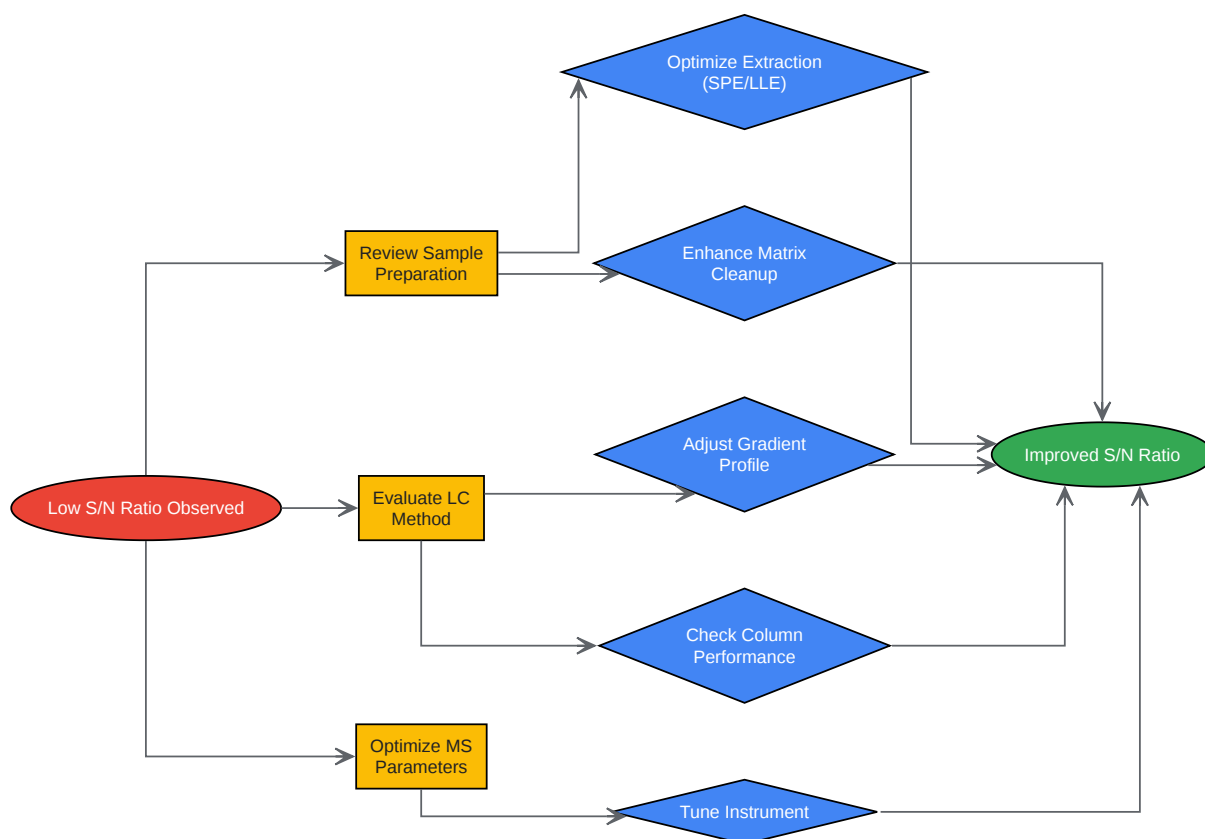 Optimize Extraction
(SPE/LLE)
Review Sample
Preparation
Enhance Matrix
Cleanup
Adjust Gradient
Profile
Improved S/N Ratio
Low S/N Ratio Observed
Evaluate LC
Method
Check Column
Performance
Optimize MS
Parameters
Tune Instrument